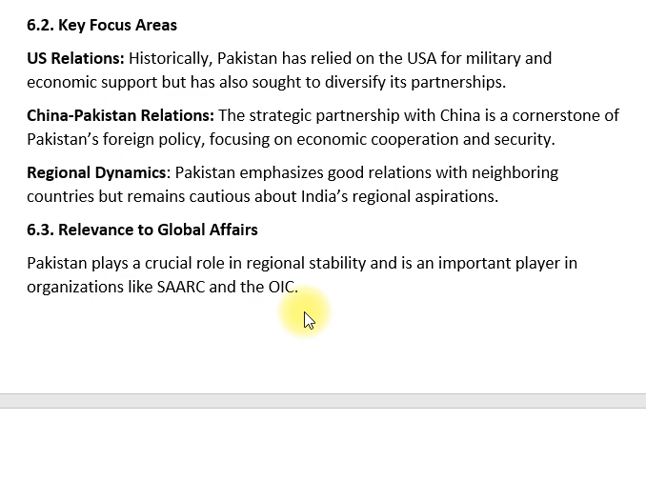 6.2. Key Focus Areas
US Relations: Historically, Pakistan has relied on the USA for military and
economic support but has also sought to diversify its partnerships.
China-Pakistan Relations: The strategic partnership with China is a cornerstone of
Pakistan’s foreign policy, focusing on economic cooperation and security.
Regional Dynamics: Pakistan emphasizes good relations with neighboring
countries but remains cautious about India’s regional aspirations.
6.3. Relevance to Global Affairs
Pakistan plays a crucial role in regional stability and is an important player in
organizations like SAARC and the OIC.